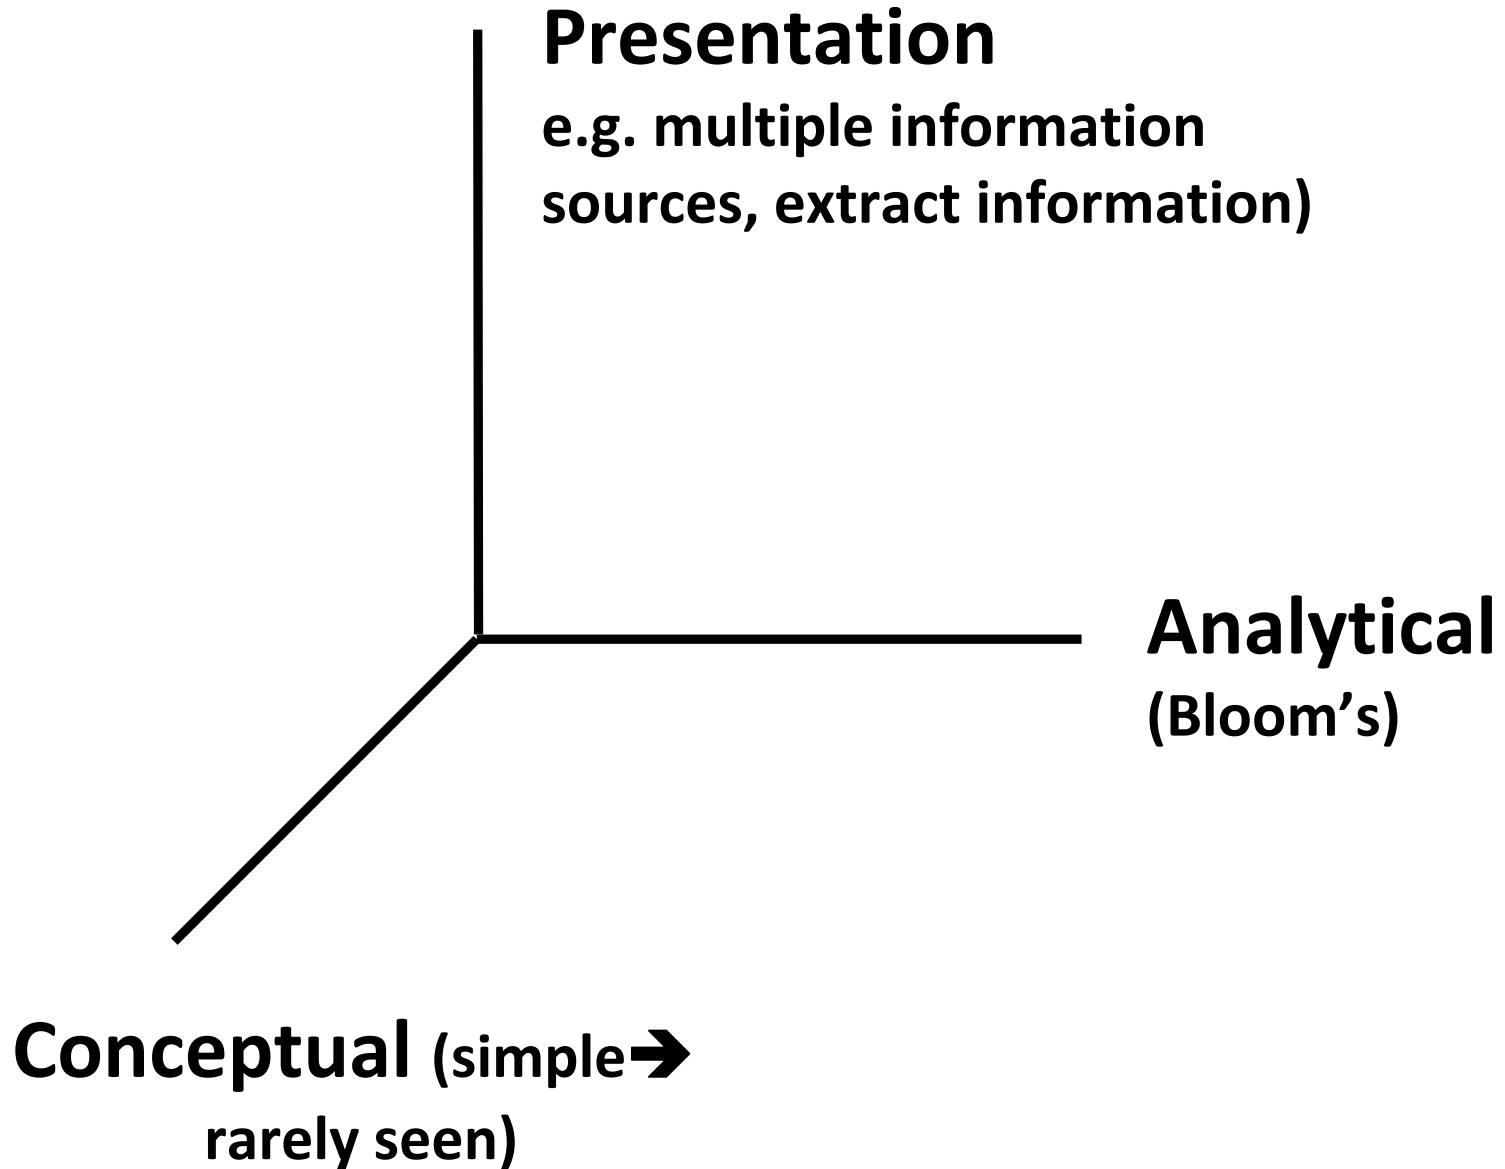 Presentation
e.g. multiple information
sources, extract information)
Analytical
(Bloom’s)
Conceptual (simple➔
rarely seen)